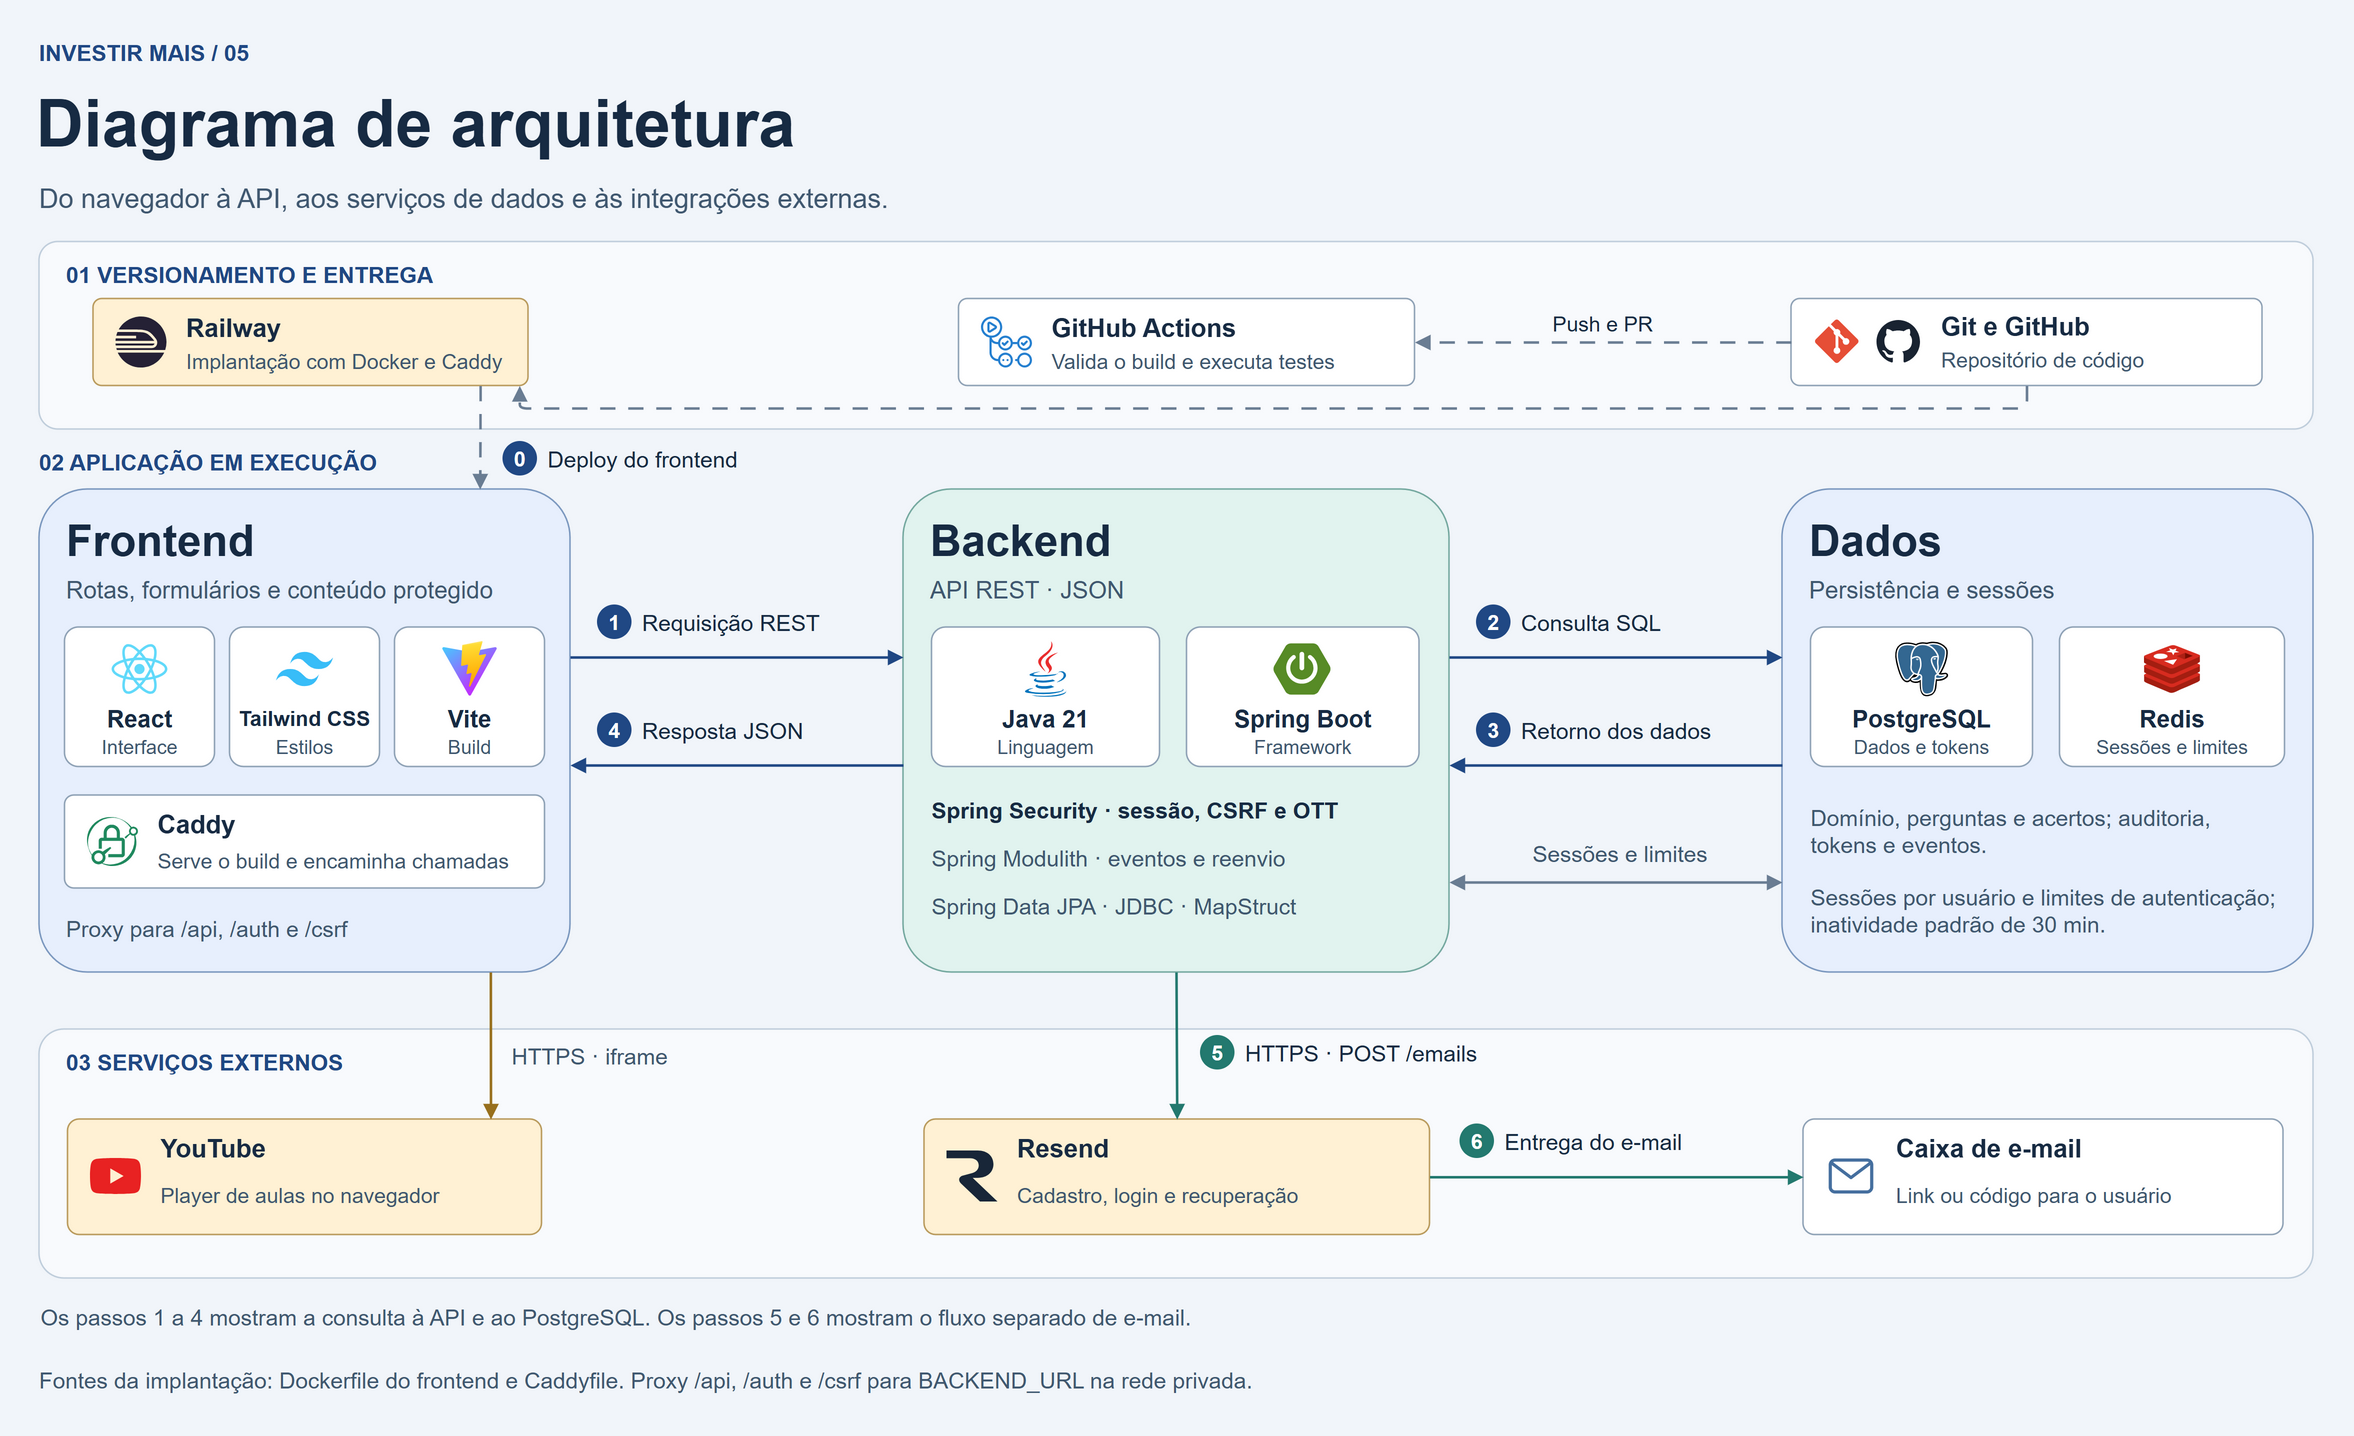 INVESTIR MAIS / 05
Diagrama de arquitetura
Do navegador à API, aos serviços de dados e às integrações externas.
01 VERSIONAMENTO E ENTREGA
Railway
Implantação com Docker e Caddy
GitHub Actions
Valida o build e executa testes
Push e PR
Git e GitHub
Repositório de código
02 APLICAÇÃO EM EXECUÇÃO
0 Deploy do frontend
Frontend
Rotas, formulários e conteúdo protegido
React
Interface
Tailwind CSS
Estilos
Vite
Build
Caddy
Serve o build e encaminha chamadas
Proxy para /api, /auth e /csrf
1 Requisição REST
4 Resposta JSON
Backend
API REST · JSON
Java 21
Linguagem
Spring Boot
Framework
Spring Security · sessão, CSRF e OTT
Spring Modulith · eventos e reenvio
Spring Data JPA · JDBC · MapStruct
2 Consulta SQL
3 Retorno dos dados
Sessões e limites
Dados
Persistência e sessões
PostgreSQL
Dados e tokens
Redis
Sessões e limites
Domínio, perguntas e acertos; auditoria,
tokens e eventos.
Sessões por usuário e limites de autenticação;
inatividade padrão de 30 min.
03 SERVIÇOS EXTERNOS
HTTPS · iframe
5 HTTPS · POST /emails
YouTube
Player de aulas no navegador
Resend
Cadastro, login e recuperação
6 Entrega do e-mail
Caixa de e-mail
Link ou código para o usuário
Os passos 1 a 4 mostram a consulta à API e ao PostgreSQL. Os passos 5 e 6 mostram o fluxo separado de e-mail.
Fontes da implantação: Dockerfile do frontend e Caddyfile. Proxy /api, /auth e /csrf para BACKEND_URL na rede privada.